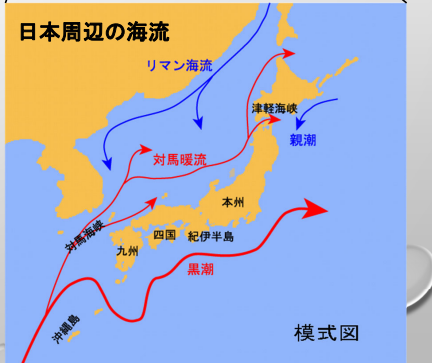 日本周辺の海流
リマン海流
津軽海峡
親潮
対馬暖流
本州
対馬海峡
四国
紀伊半島
九州
黒潮
沖縄島
模式図